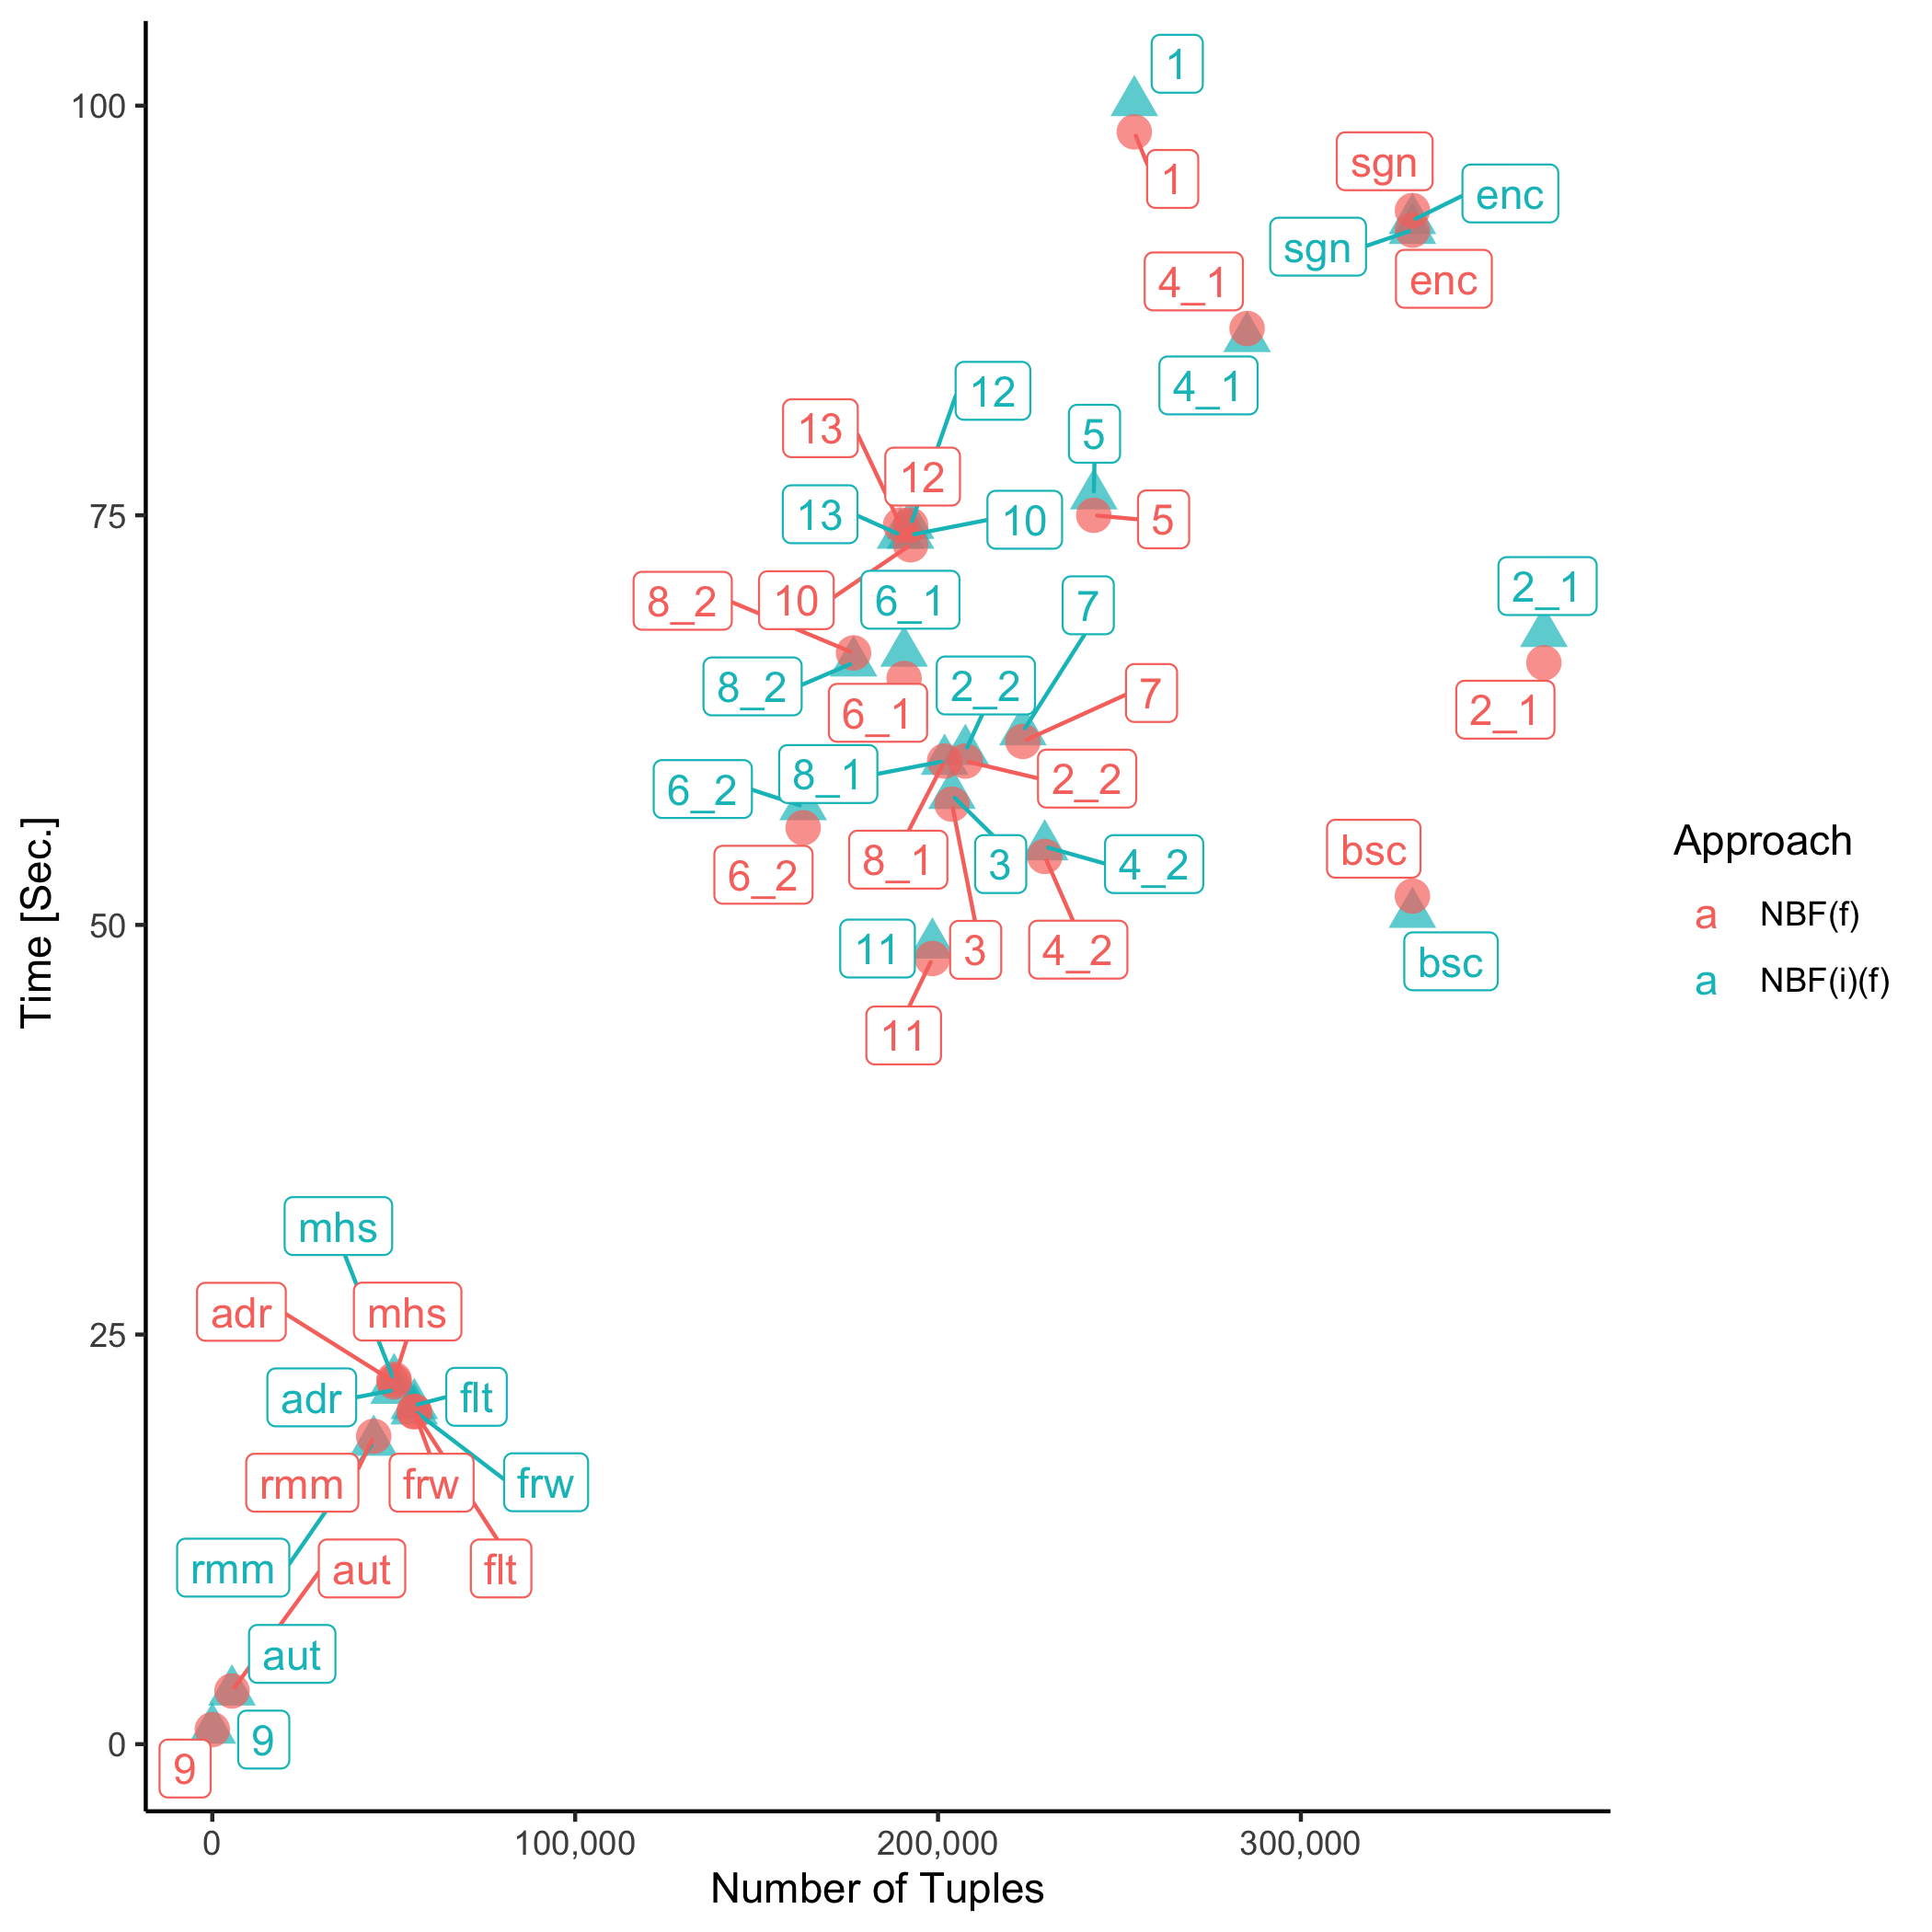 1
100
1
sgn
enc
sgn
4_1
enc
4_1
12
13
5
12
75
13
10
5
2_1
8_2
10
6_1
7
8_2
2_2
7
6_1
2_1
8_1
2_2
6_2
bsc
8_1
3
4_2
6_2
50
11
3
4_2
bsc
11
Time [Sec.]
Approach
a NBF(f)
a NBF(i)(f)
mhs
adr
mhs
25
adr
flt
rmm
frw
frw
rmm
aut
flt
aut
0
9
9
0
100,000
200,000
300,000
Number of Tuples